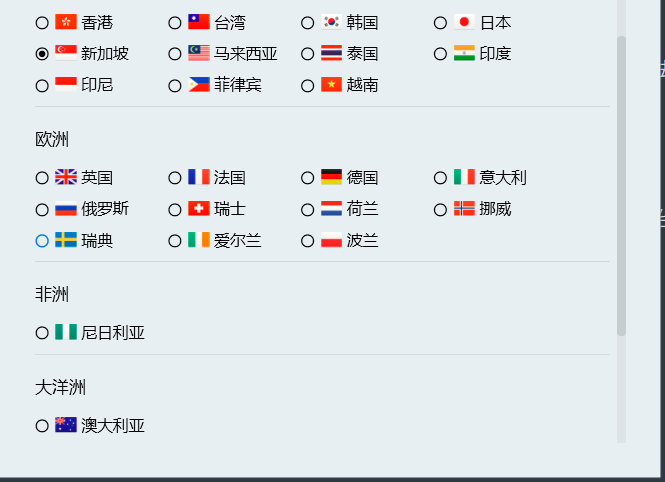 香港 台湾 韩国 日本
新加坡 马来西亚 泰国 印度
印尼 菲律宾 越南
欧洲
英国 法国 德国 意大利
俄罗斯 瑞士 荷兰 挪威
瑞典 爱尔兰 波兰
非洲
尼日利亚
大洋洲
澳大利亚